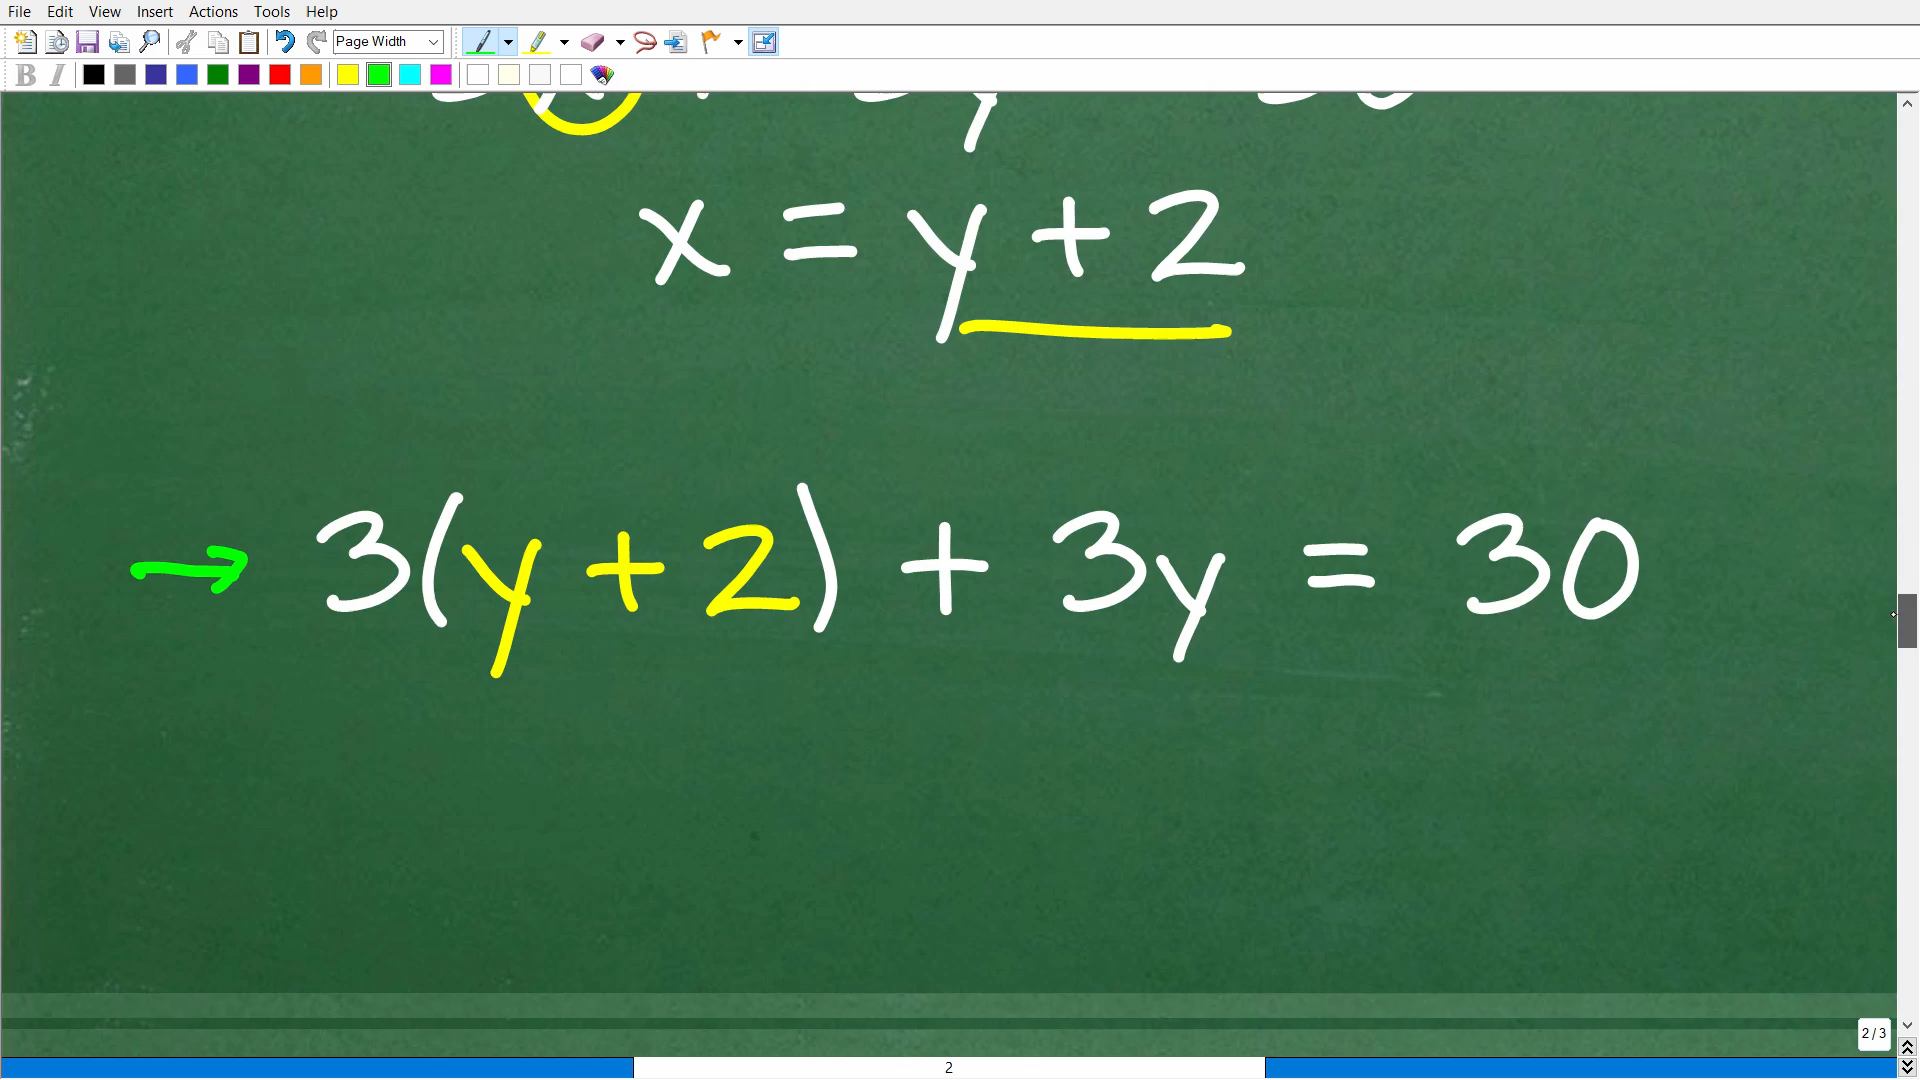 File Edit View Insert Actions Tools Help
Page Width
B I
x = y + 2
3(y + 2) + 3y = 30
2 / 3
2